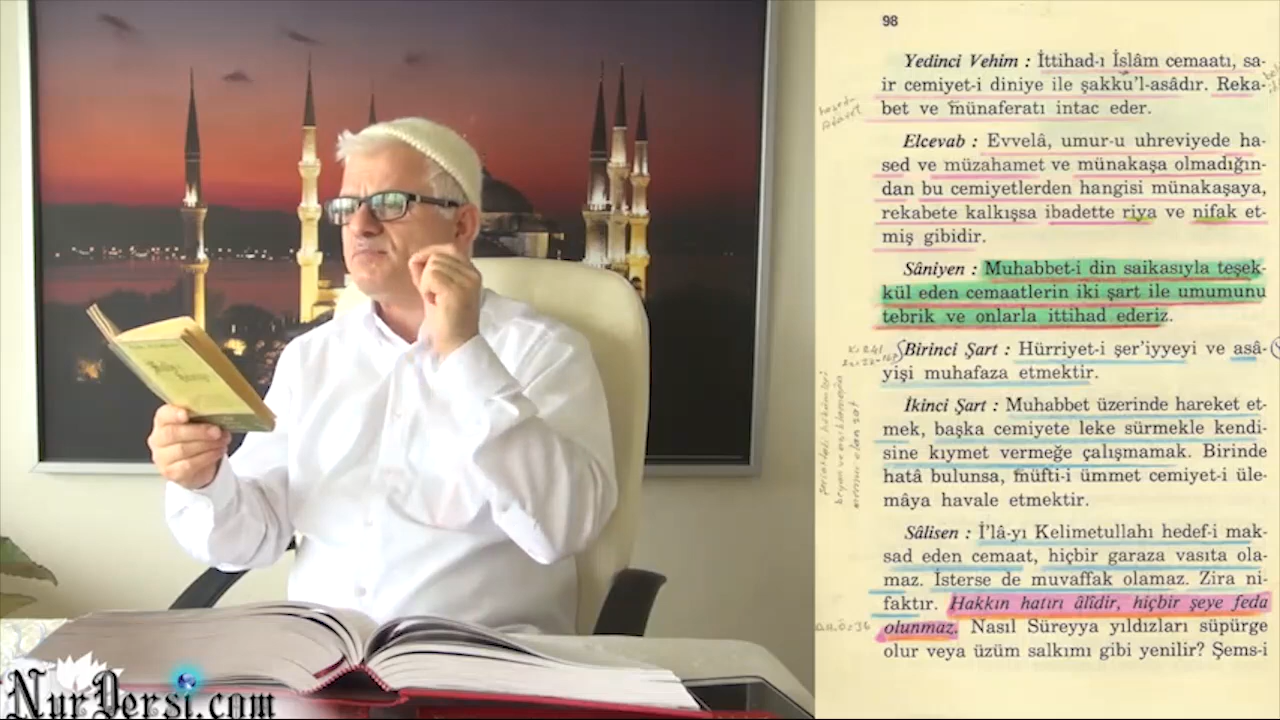 98
Yedinci Vehim : İttihad-ı İslâm cemaatı, sa-
ir cemiyet-i diniye ile şakku'l-asâdır. Reka-
bet ve münaferatı intac eder.
Elcevab : Evvelâ, umur-u uhreviyede ha-
sed ve müzahamet ve münakaşa olmadığın-
dan bu cemiyetlerden hangisi münakaşaya,
rekabete kalkışsa ibadette riya ve nifak et-
miş gibidir.
Sâniyen : Muhabbet-i din saikasıyla teşek-
kül eden cemaatlerin iki şart ile umumunu
tebrik ve onlarla ittihad ederiz.
Birinci Şart : Hürriyet-i şer'iyyeyi ve asâ-
yişi muhafaza etmektir.
İkinci Şart : Muhabbet üzerinde hareket et-
mek, başka cemiyete leke sürmekle kendi-
sine kıymet vermeğe çalışmamak. Birinde
hatâ bulunsa, müfti-i ümmet cemiyet-i üle-
mâya havale etmektir.
Sâlisen : İ'lâ-yı Kelimetullahı hedef-i mak-
sad eden cemaat, hiçbir garaza vasıta ola-
maz. İsterse de muvaffak olamaz. Zira ni-
faktır. Hakkın hatırı âlîdir, hiçbir şeye feda
olunmaz. Nasıl Süreyya yıldızları süpürge
olur veya üzüm salkımı gibi yenilir? Şems-i
NurDersi.com